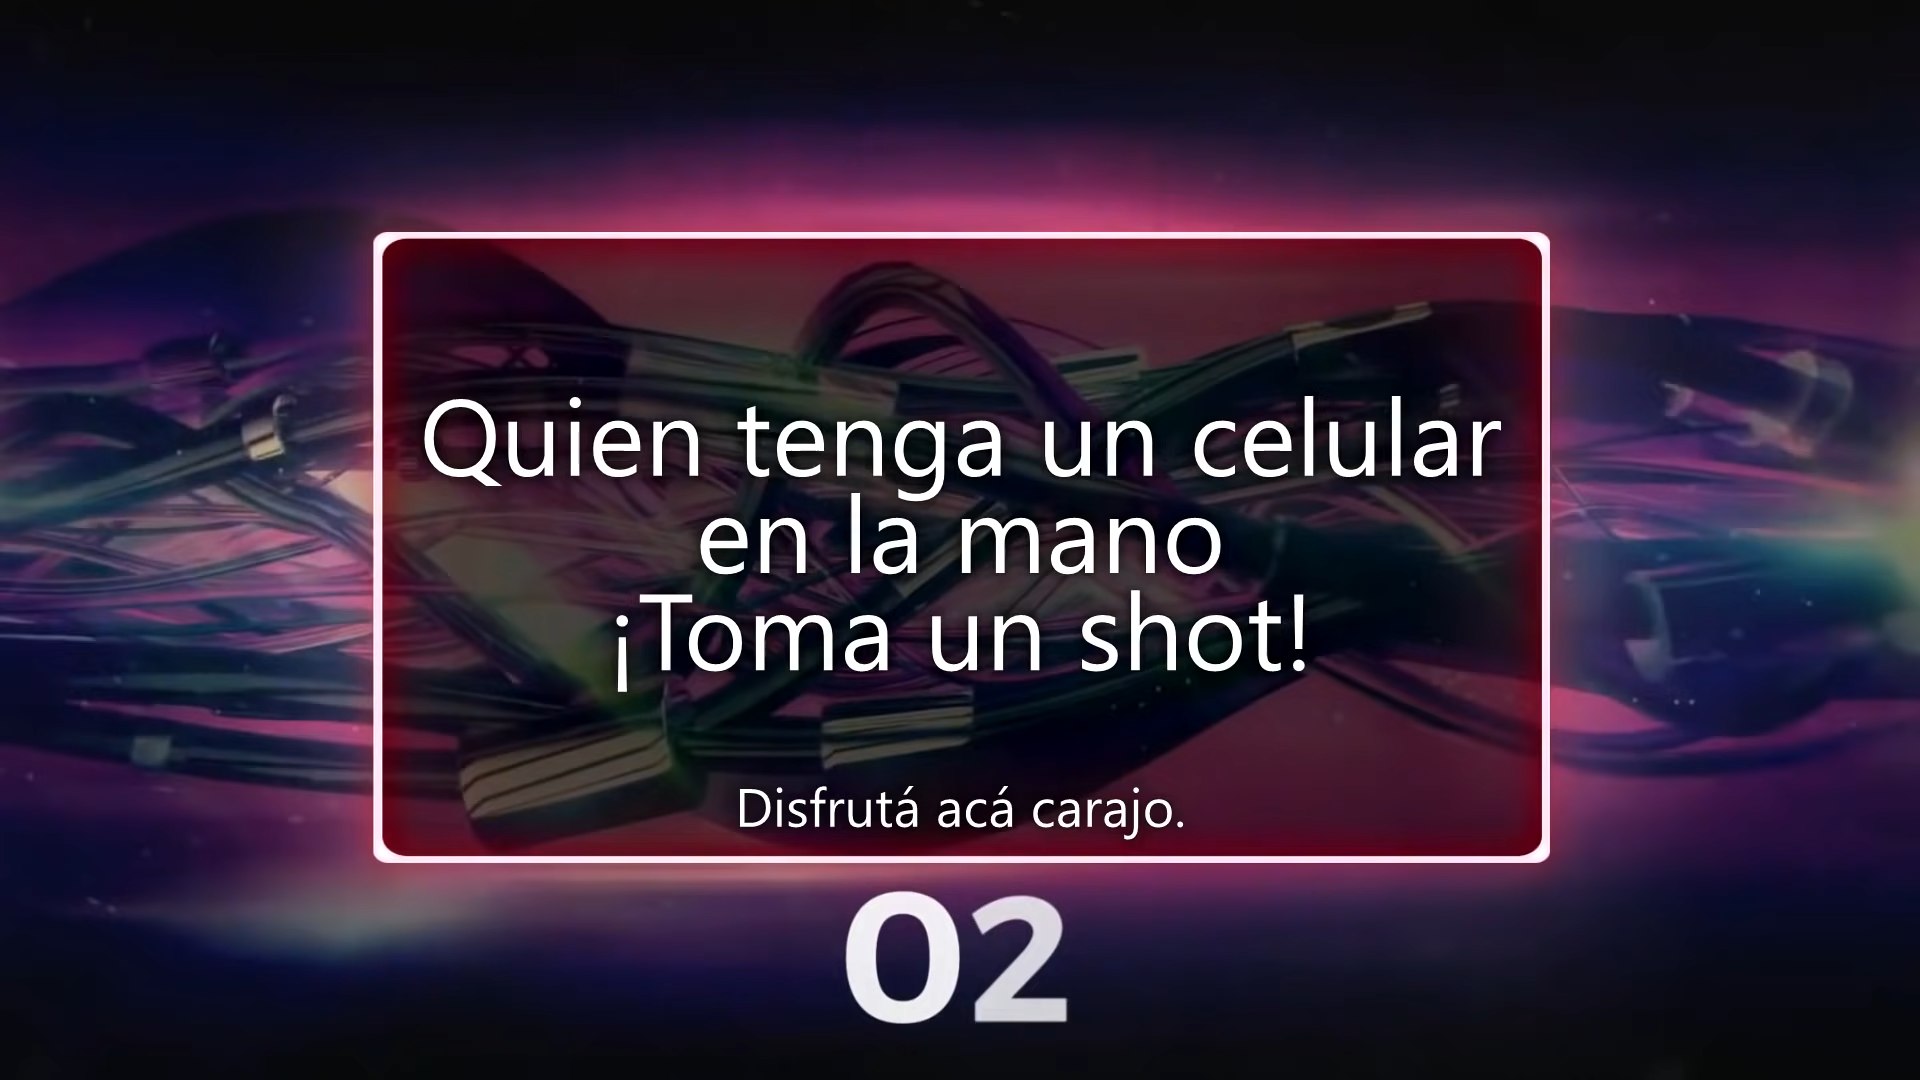 Quien tenga un celular
en la mano
¡Toma un shot!
Disfrutá acá carajo.
02